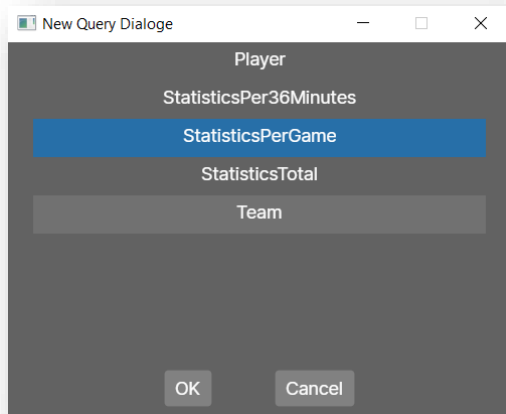 New Query Dialoge
Player
StatisticsPer36Minutes
StatisticsPerGame
StatisticsTotal
Team
OK Cancel